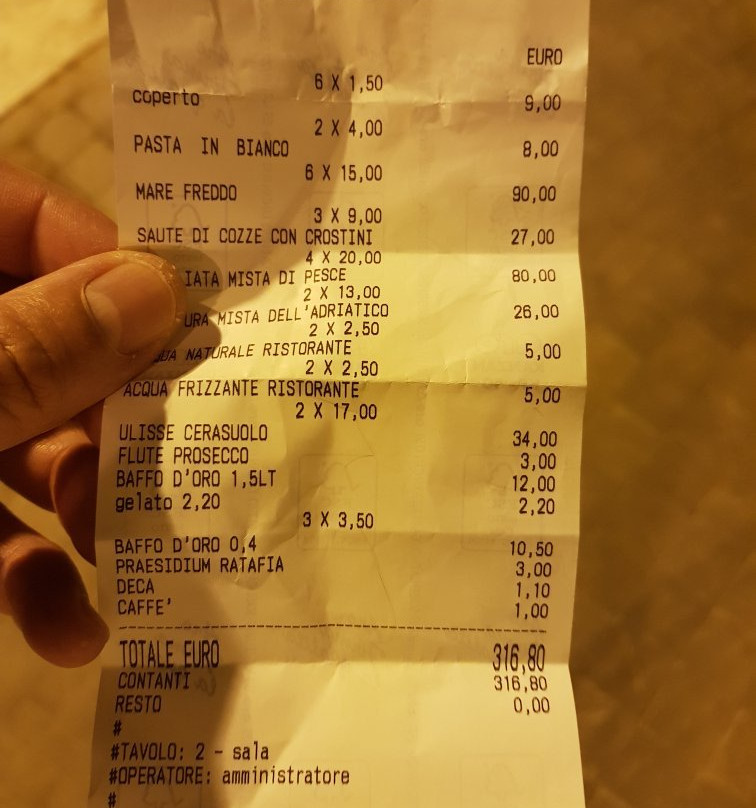 EURO
6 X 1,50
coperto 9,00
2 X 4,00
PASTA IN BIANCO 8,00
6 X 15,00
MARE FREDDO 90,00
3 X 9,00
SAUTE DI COZZE CON CROSTINI 27,00
4 X 20,00
IATA MISTA DI PESCE 80,00
2 X 13,00
URA MISTA DELL'ADRIATICO 26,00
2 X 2,50
QUA NATURALE RISTORANTE 5,00
2 X 2,50
ACQUA FRIZZANTE RISTORANTE 5,00
2 X 17,00
ULISSE CERASUOLO 34,00
FLUTE PROSECCO 3,00
BAFFO D'ORO 1,5LT 12,00
gelato 2,20 2,20
3 X 3,50
BAFFO D'ORO 0,4 10,50
PRAESIDIUM RATAFIA 3,00
DECA 1,10
CAFFE' 1,00
TOTALE EURO 316,80
CONTANTI 316,80
RESTO 0,00
#
#TAVOLO: 2 - sala
#OPERATORE: amministratore
#